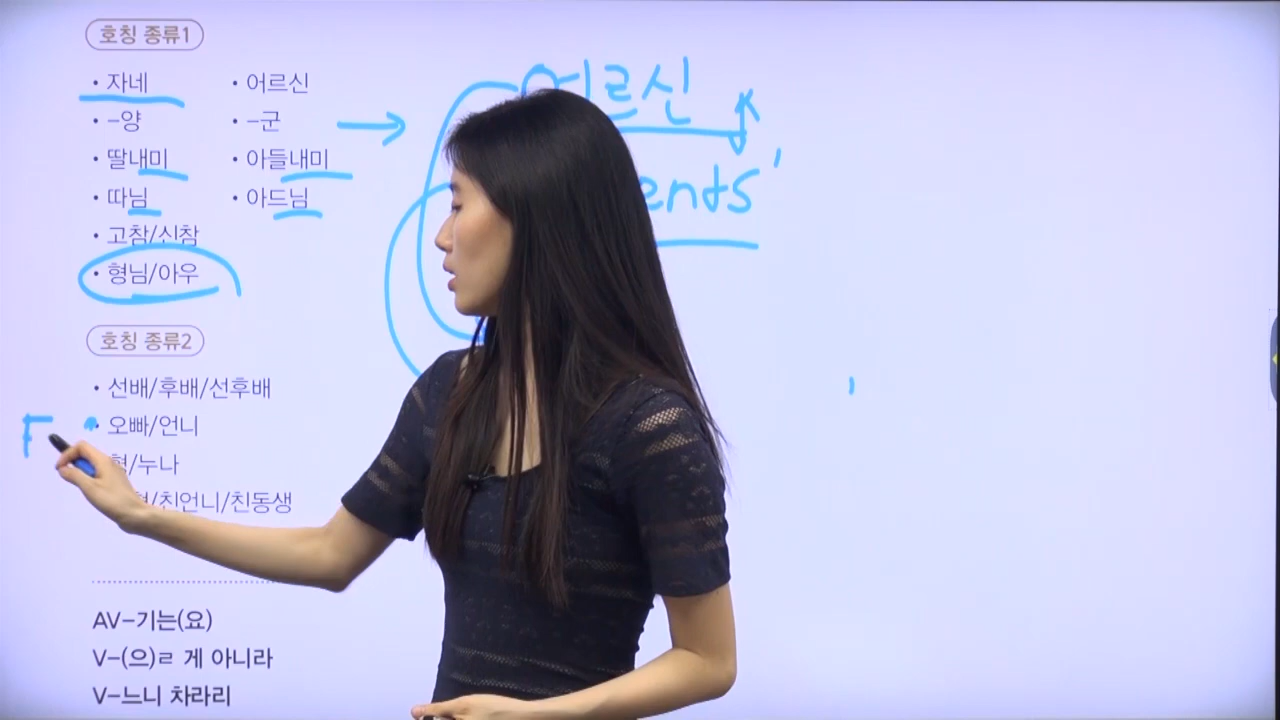 호칭 종류1
• 자네 • 어르신
• -양 • -군
• 딸내미 • 아들내미
• 따님 • 아드님
• 고참/신참
• 형님/아우
어르신
호칭 종류2
• 선배/후배/선후배
F • 오빠/언니
형/누나
친언니/친동생
AV-기는(요)
V-(으)ㄹ 게 아니라
V-느니 차라리